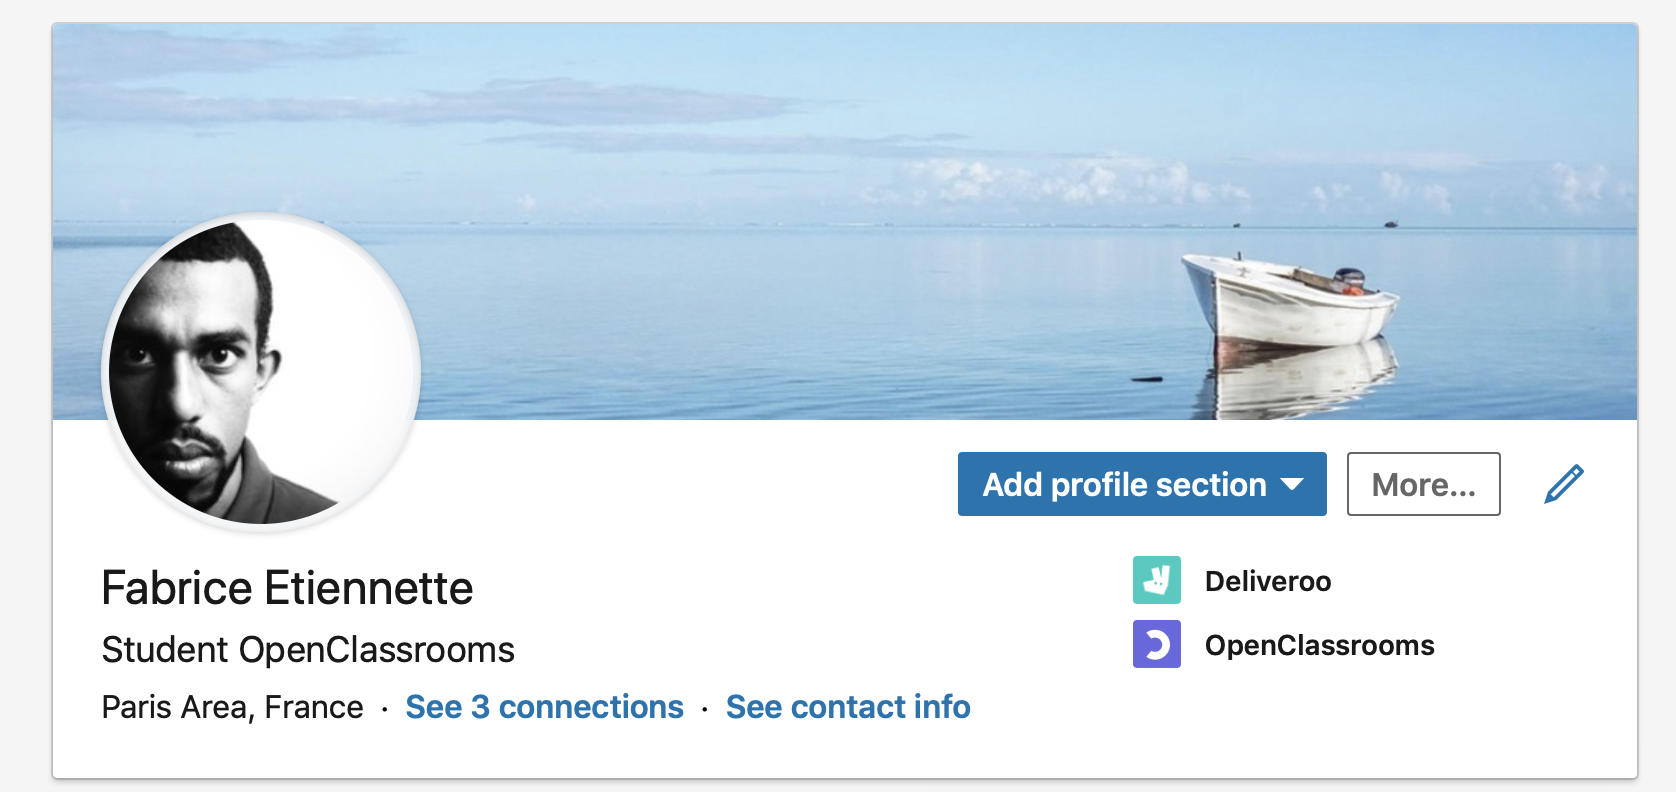 Add profile section
More...
Fabrice Etiennette
Student OpenClassrooms
Paris Area, France · See 3 connections · See contact info
Deliveroo
OpenClassrooms